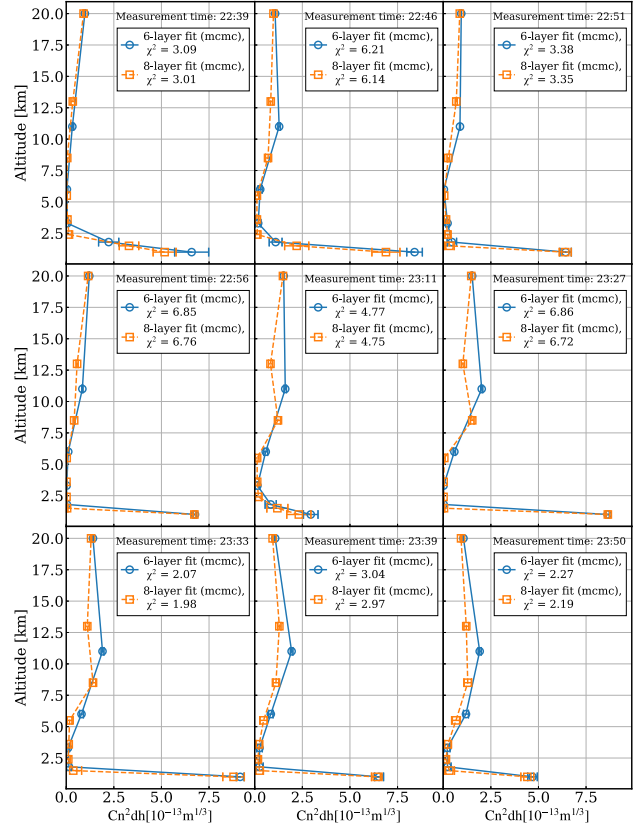 Measurement time: 22:39
6-layer fit (mcmc),
χ² = 3.09
8-layer fit (mcmc),
χ² = 3.01
Measurement time: 22:46
6-layer fit (mcmc),
χ² = 6.21
8-layer fit (mcmc),
χ² = 6.14
Measurement time: 22:51
6-layer fit (mcmc),
χ² = 3.38
8-layer fit (mcmc),
χ² = 3.35
Altitude [km]
20.0
17.5
15.0
12.5
10.0
7.5
5.0
2.5
Measurement time: 22:56
6-layer fit (mcmc),
χ² = 6.85
8-layer fit (mcmc),
χ² = 6.76
Measurement time: 23:11
6-layer fit (mcmc),
χ² = 4.77
8-layer fit (mcmc),
χ² = 4.75
Measurement time: 23:27
6-layer fit (mcmc),
χ² = 6.86
8-layer fit (mcmc),
χ² = 6.72
Altitude [km]
20.0
17.5
15.0
12.5
10.0
7.5
5.0
2.5
Measurement time: 23:33
6-layer fit (mcmc),
χ² = 2.07
8-layer fit (mcmc),
χ² = 1.98
Measurement time: 23:39
6-layer fit (mcmc),
χ² = 3.04
8-layer fit (mcmc),
χ² = 2.97
Measurement time: 23:50
6-layer fit (mcmc),
χ² = 2.27
8-layer fit (mcmc),
χ² = 2.19
Altitude [km]
20.0
17.5
15.0
12.5
10.0
7.5
5.0
2.5
0.0 2.5 5.0 7.5 0.0 2.5 5.0 7.5 0.0 2.5 5.0 7.5
Cn²dh[10⁻¹³m¹/³] Cn²dh[10⁻¹³m¹/³] Cn²dh[10⁻¹³m¹/³]